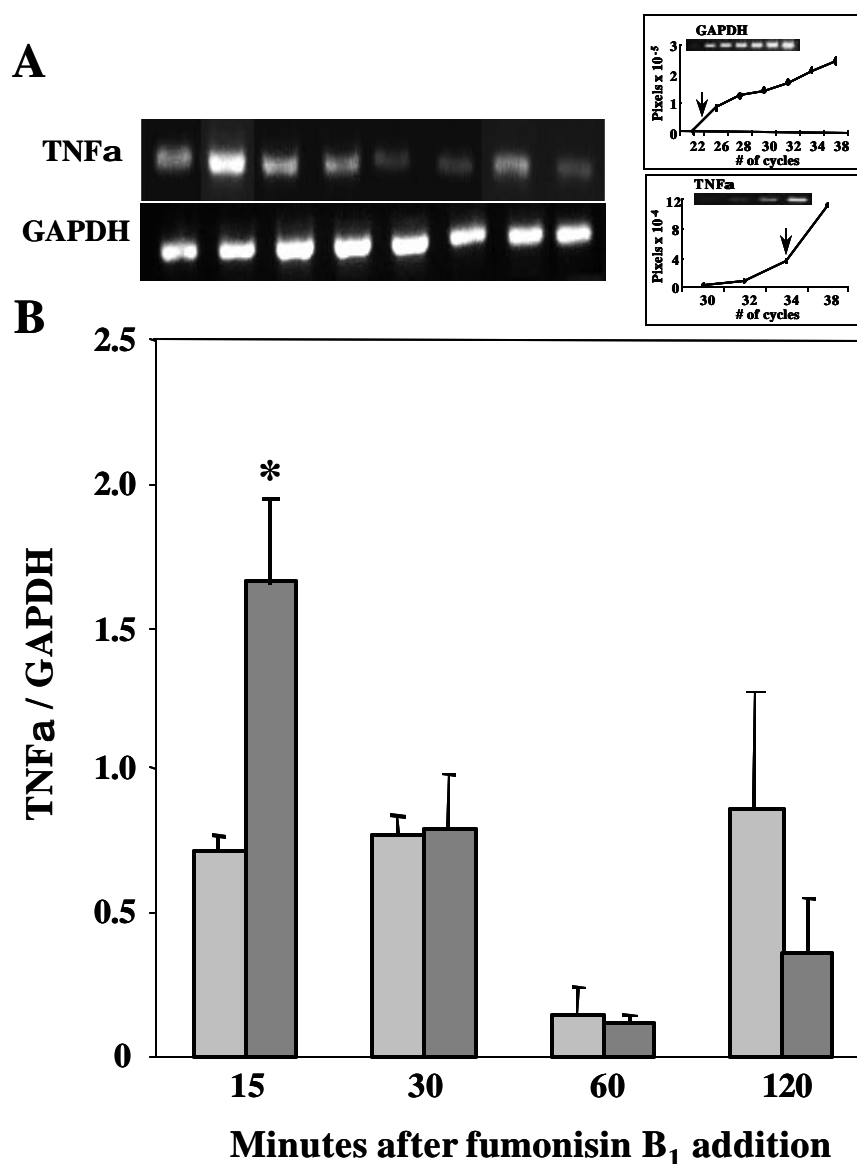 A
TNFa
GAPDH
GAPDH
Pixels x 10-5
3
2
1
0
22 26 28 30 32 34 38
# of cycles
TNFa
Pixels x 10-4
12
8
4
0
30 32 34 38
# of cycles
B
TNFa / GAPDH
2.5
2.0
1.5
1.0
0.5
0
*
15 30 60 120
Minutes after fumonisin B1 addition